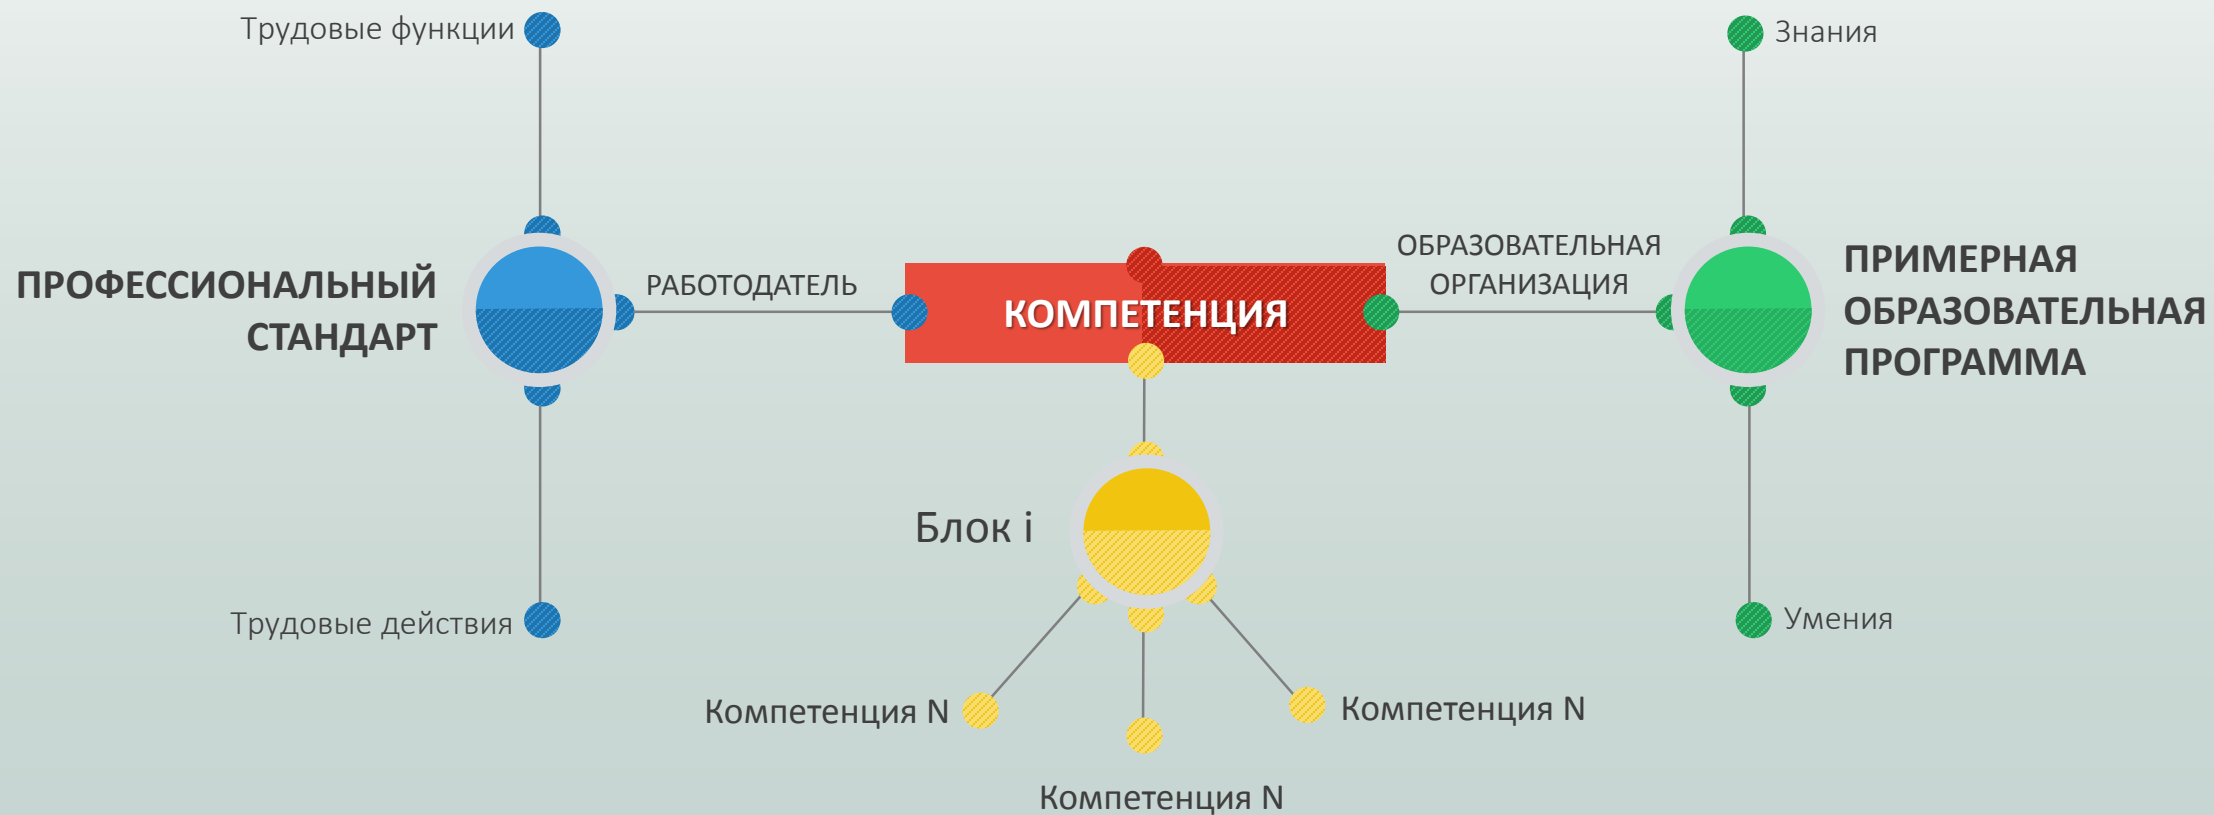 Трудовые функции
Знания
ПРОФЕССИОНАЛЬНЫЙ
СТАНДАРТ
РАБОТОДАТЕЛЬ
КОМПЕТЕНЦИЯ
ОБРАЗОВАТЕЛЬНАЯ
ОРГАНИЗАЦИЯ
ПРИМЕРНАЯ
ОБРАЗОВАТЕЛЬНАЯ
ПРОГРАММА
Блок i
Трудовые действия
Умения
Компетенция N
Компетенция N
Компетенция N